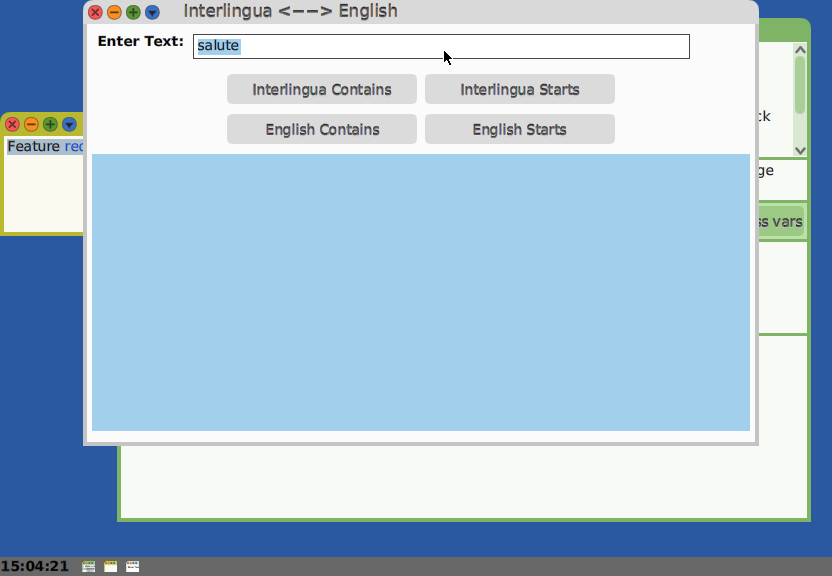 Interlingua <--> English
Enter Text: salute
Interlingua Contains Interlingua Starts
English Contains English Starts
Feature
ck
ge
ss vars
15:04:21